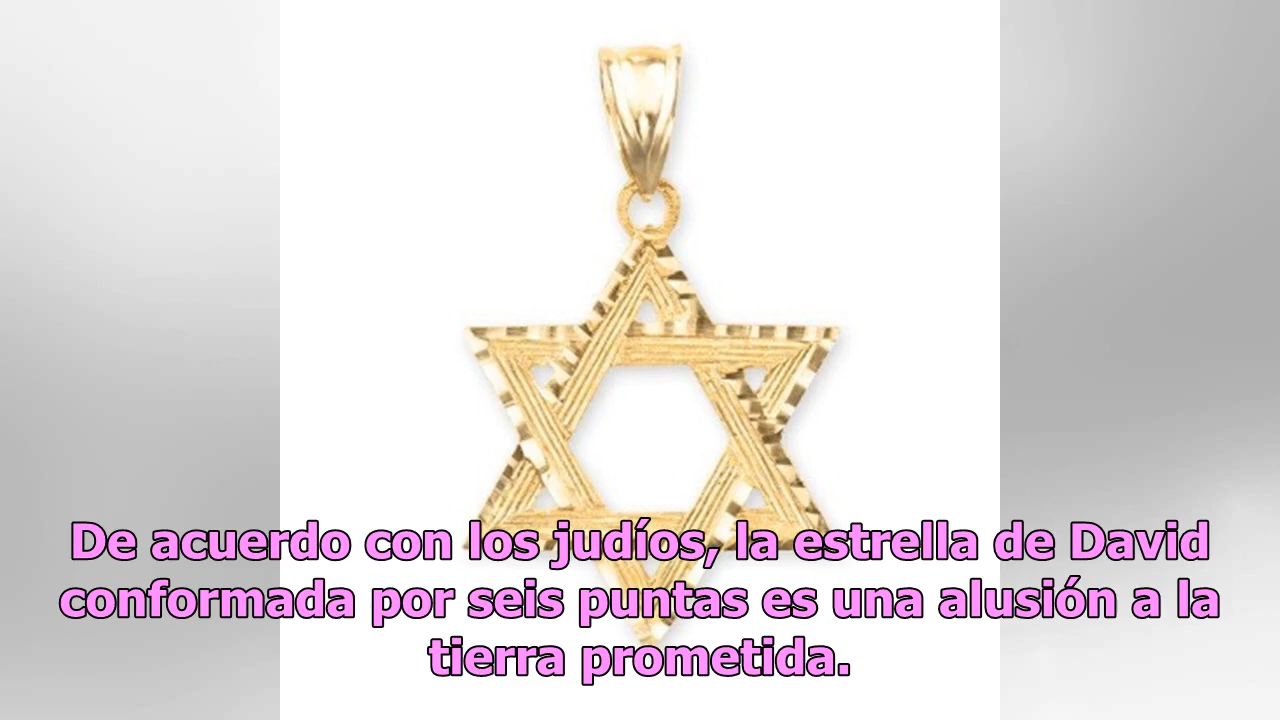 De acuerdo con los judíos, la estrella de David
conformada por seis puntas es una alusión a la
tierra prometida.